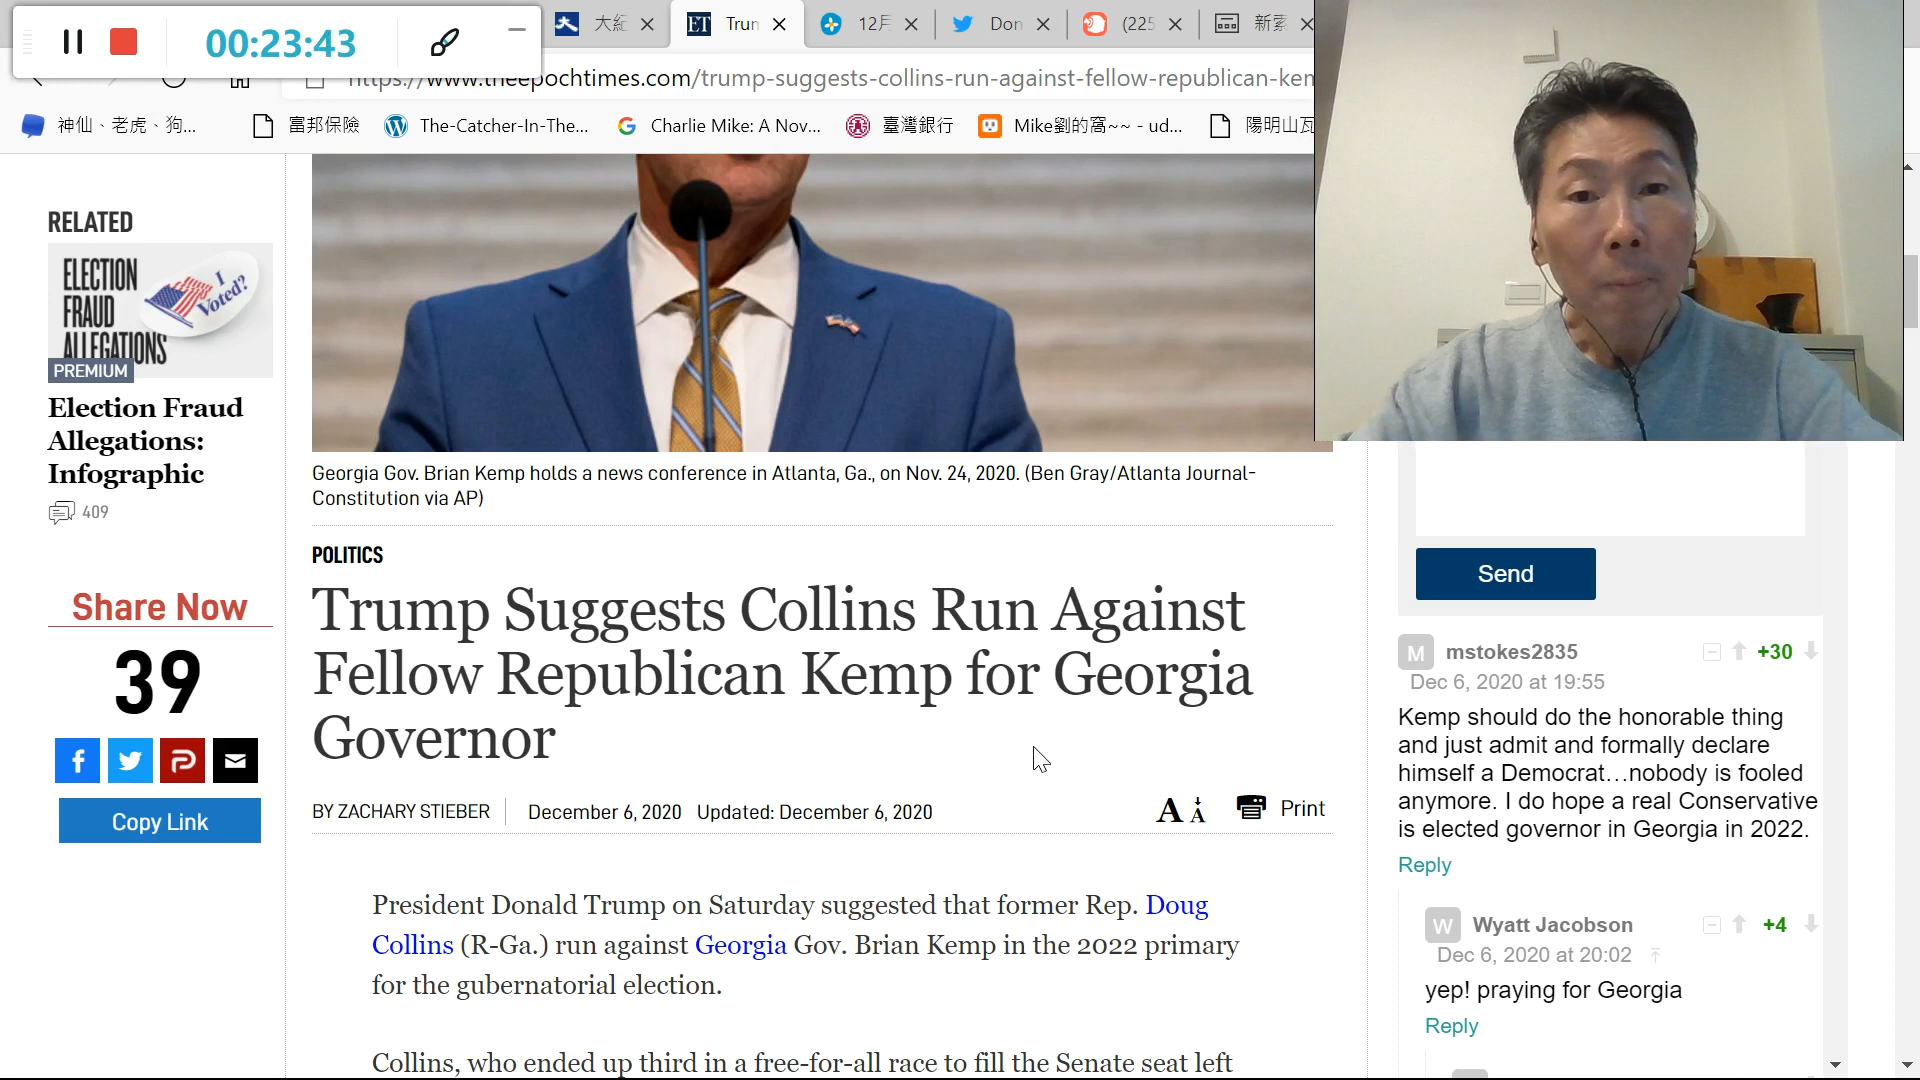 00:23:43
大紀
ET Trun
12月
Don
(225
新索
https://www.theepochtimes.com/trump-suggests-collins-run-against-fellow-republican-ken
神仙、老虎、狗...
富邦保險
The-Catcher-In-The...
Charlie Mike: A Nov...
臺灣銀行
Mike劉的窩~~ - ud...
陽明山瓦
RELATED
ELECTION
FRAUD
ALLEGATIONS
I Voted?
PREMIUM
Election Fraud
Allegations:
Infographic
409
Share Now
39
Copy Link
Georgia Gov. Brian Kemp holds a news conference in Atlanta, Ga., on Nov. 24, 2020. (Ben Gray/Atlanta Journal-
Constitution via AP)
POLITICS
Trump Suggests Collins Run Against
Fellow Republican Kemp for Georgia
Governor
BY ZACHARY STIEBER December 6, 2020 Updated: December 6, 2020
A A Print
President Donald Trump on Saturday suggested that former Rep. Doug
Collins (R-Ga.) run against Georgia Gov. Brian Kemp in the 2022 primary
for the gubernatorial election.
Collins, who ended up third in a free-for-all race to fill the Senate seat left
Send
M mstokes2835 +30
Dec 6, 2020 at 19:55
Kemp should do the honorable thing
and just admit and formally declare
himself a Democrat...nobody is fooled
anymore. I do hope a real Conservative
is elected governor in Georgia in 2022.
Reply
W Wyatt Jacobson +4
Dec 6, 2020 at 20:02
yep! praying for Georgia
Reply